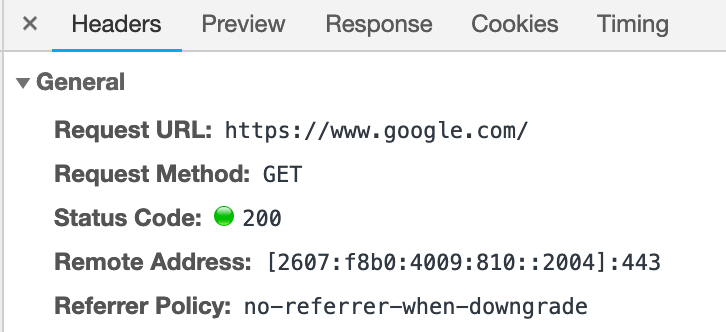 × Headers Preview Response Cookies Timing
▼ General
Request URL: https://www.google.com/
Request Method: GET
Status Code: 200
Remote Address: [2607:f8b0:4009:810::2004]:443
Referrer Policy: no-referrer-when-downgrade